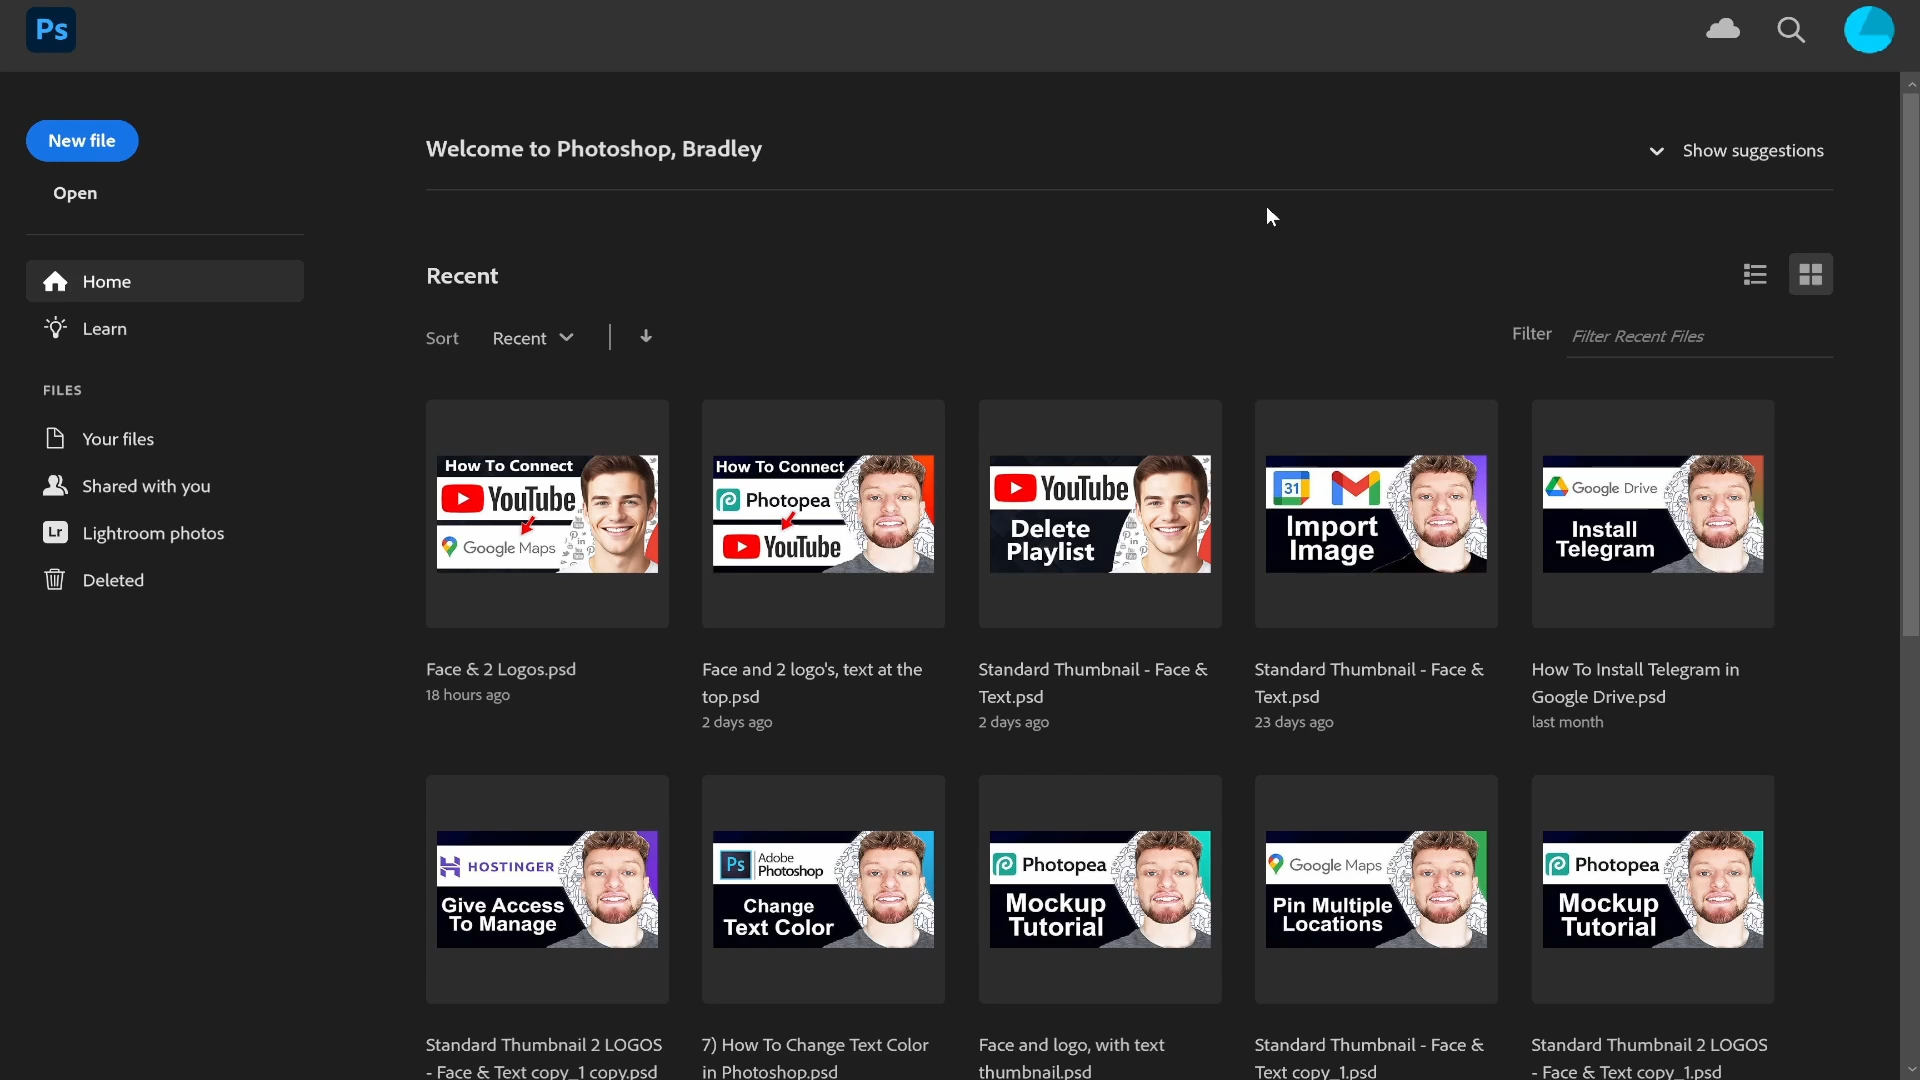 Ps
New file
Welcome to Photoshop, Bradley
Show suggestions
Open
Home
Learn
FILES
Your files
Shared with you
Lr Lightroom photos
Deleted
Recent
Sort Recent
Filter Filter Recent Files
How To Connect
YouTube
Google Maps
How To Connect
Photopea
YouTube
YouTube
Delete
Playlist
31
Import
Image
Google Drive
Install
Telegram
Face & 2 Logos.psd
18 hours ago
Face and 2 logo's, text at the
top.psd
2 days ago
Standard Thumbnail - Face &
Text.psd
2 days ago
Standard Thumbnail - Face &
Text.psd
23 days ago
How To Install Telegram in
Google Drive.psd
last month
HOSTINGER
Give Access
To Manage
Ps Adobe
Photoshop
Change
Text Color
Photopea
Mockup
Tutorial
Google Maps
Pin Multiple
Locations
Photopea
Mockup
Tutorial
Standard Thumbnail 2 LOGOS
- Face & Text copy_1 copy.psd
7) How To Change Text Color
in Photoshop.psd
Face and logo, with text
thumbnail.psd
Standard Thumbnail - Face &
Text copy_1.psd
Standard Thumbnail 2 LOGOS
- Face & Text copy_1.psd